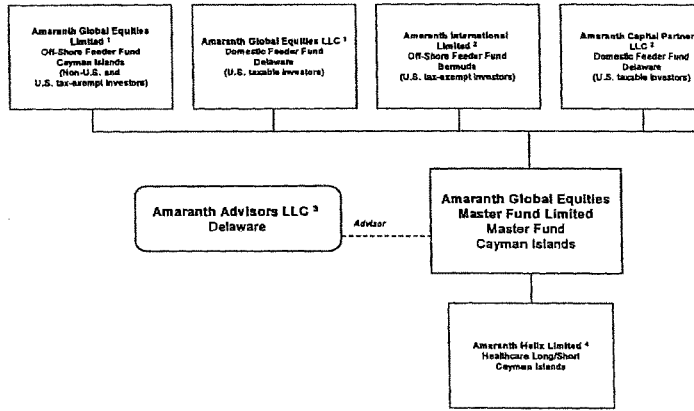 Amaranth Global Equities
Limited 1
Off-Shore Feeder Fund
Cayman Islands
(Non-U.S. and
U.S. tax-exempt investors)
Amaranth Global Equities LLC 1
Domestic Feeder Fund
Delaware
(U.S. taxable investors)
Amaranth International
Limited 2
Off-Shore Feeder Fund
Bermuda
(U.S. tax-exempt investors)
Amaranth Capital Partner
LLC 2
Domestic Feeder Fund
Delaware
(U.S. taxable investors)
Amaranth Advisors LLC 3
Delaware
Advisor
Amaranth Global Equities
Master Fund Limited
Master Fund
Cayman Islands
Amaranth Helix Limited 4
Healthcare Long/Short
Cayman Islands